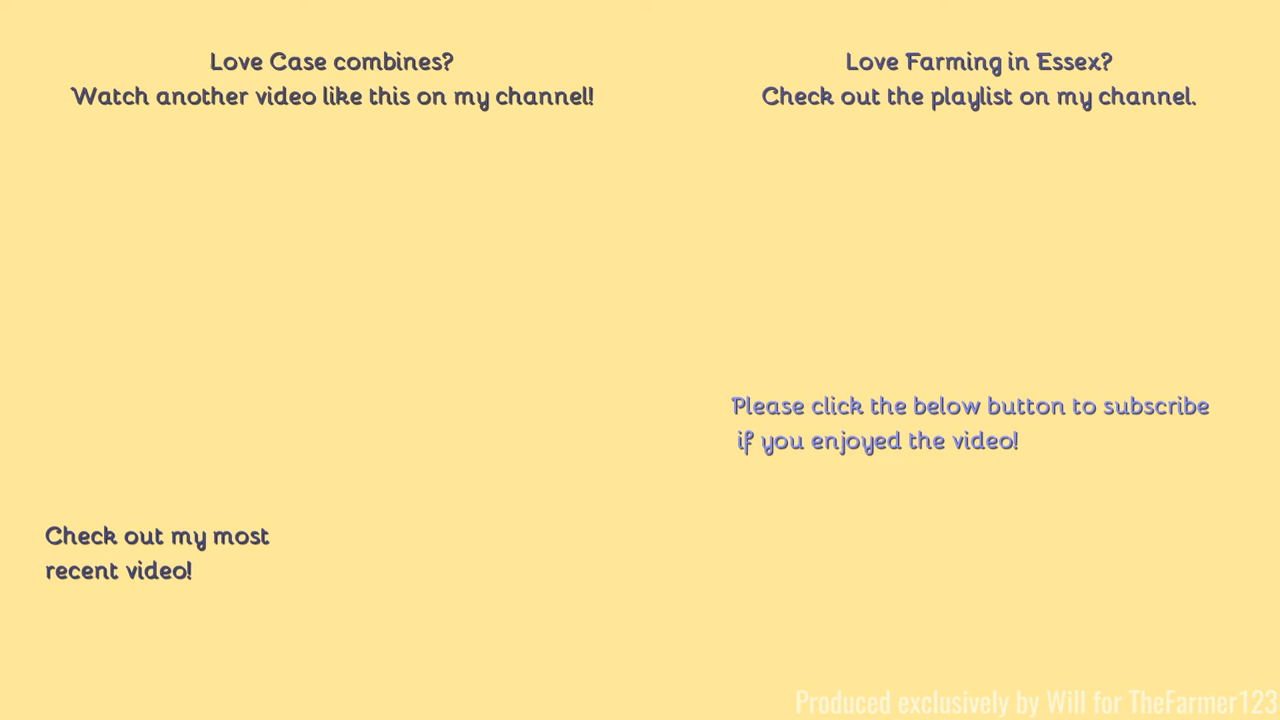 Love Case combines?
Watch another video like this on my channel!
Love Farming in Essex?
Check out the playlist on my channel.
Please click the below button to subscribe
if you enjoyed the video!
Check out my most
recent video!
Produced exclusively by Will for TheFarmer123